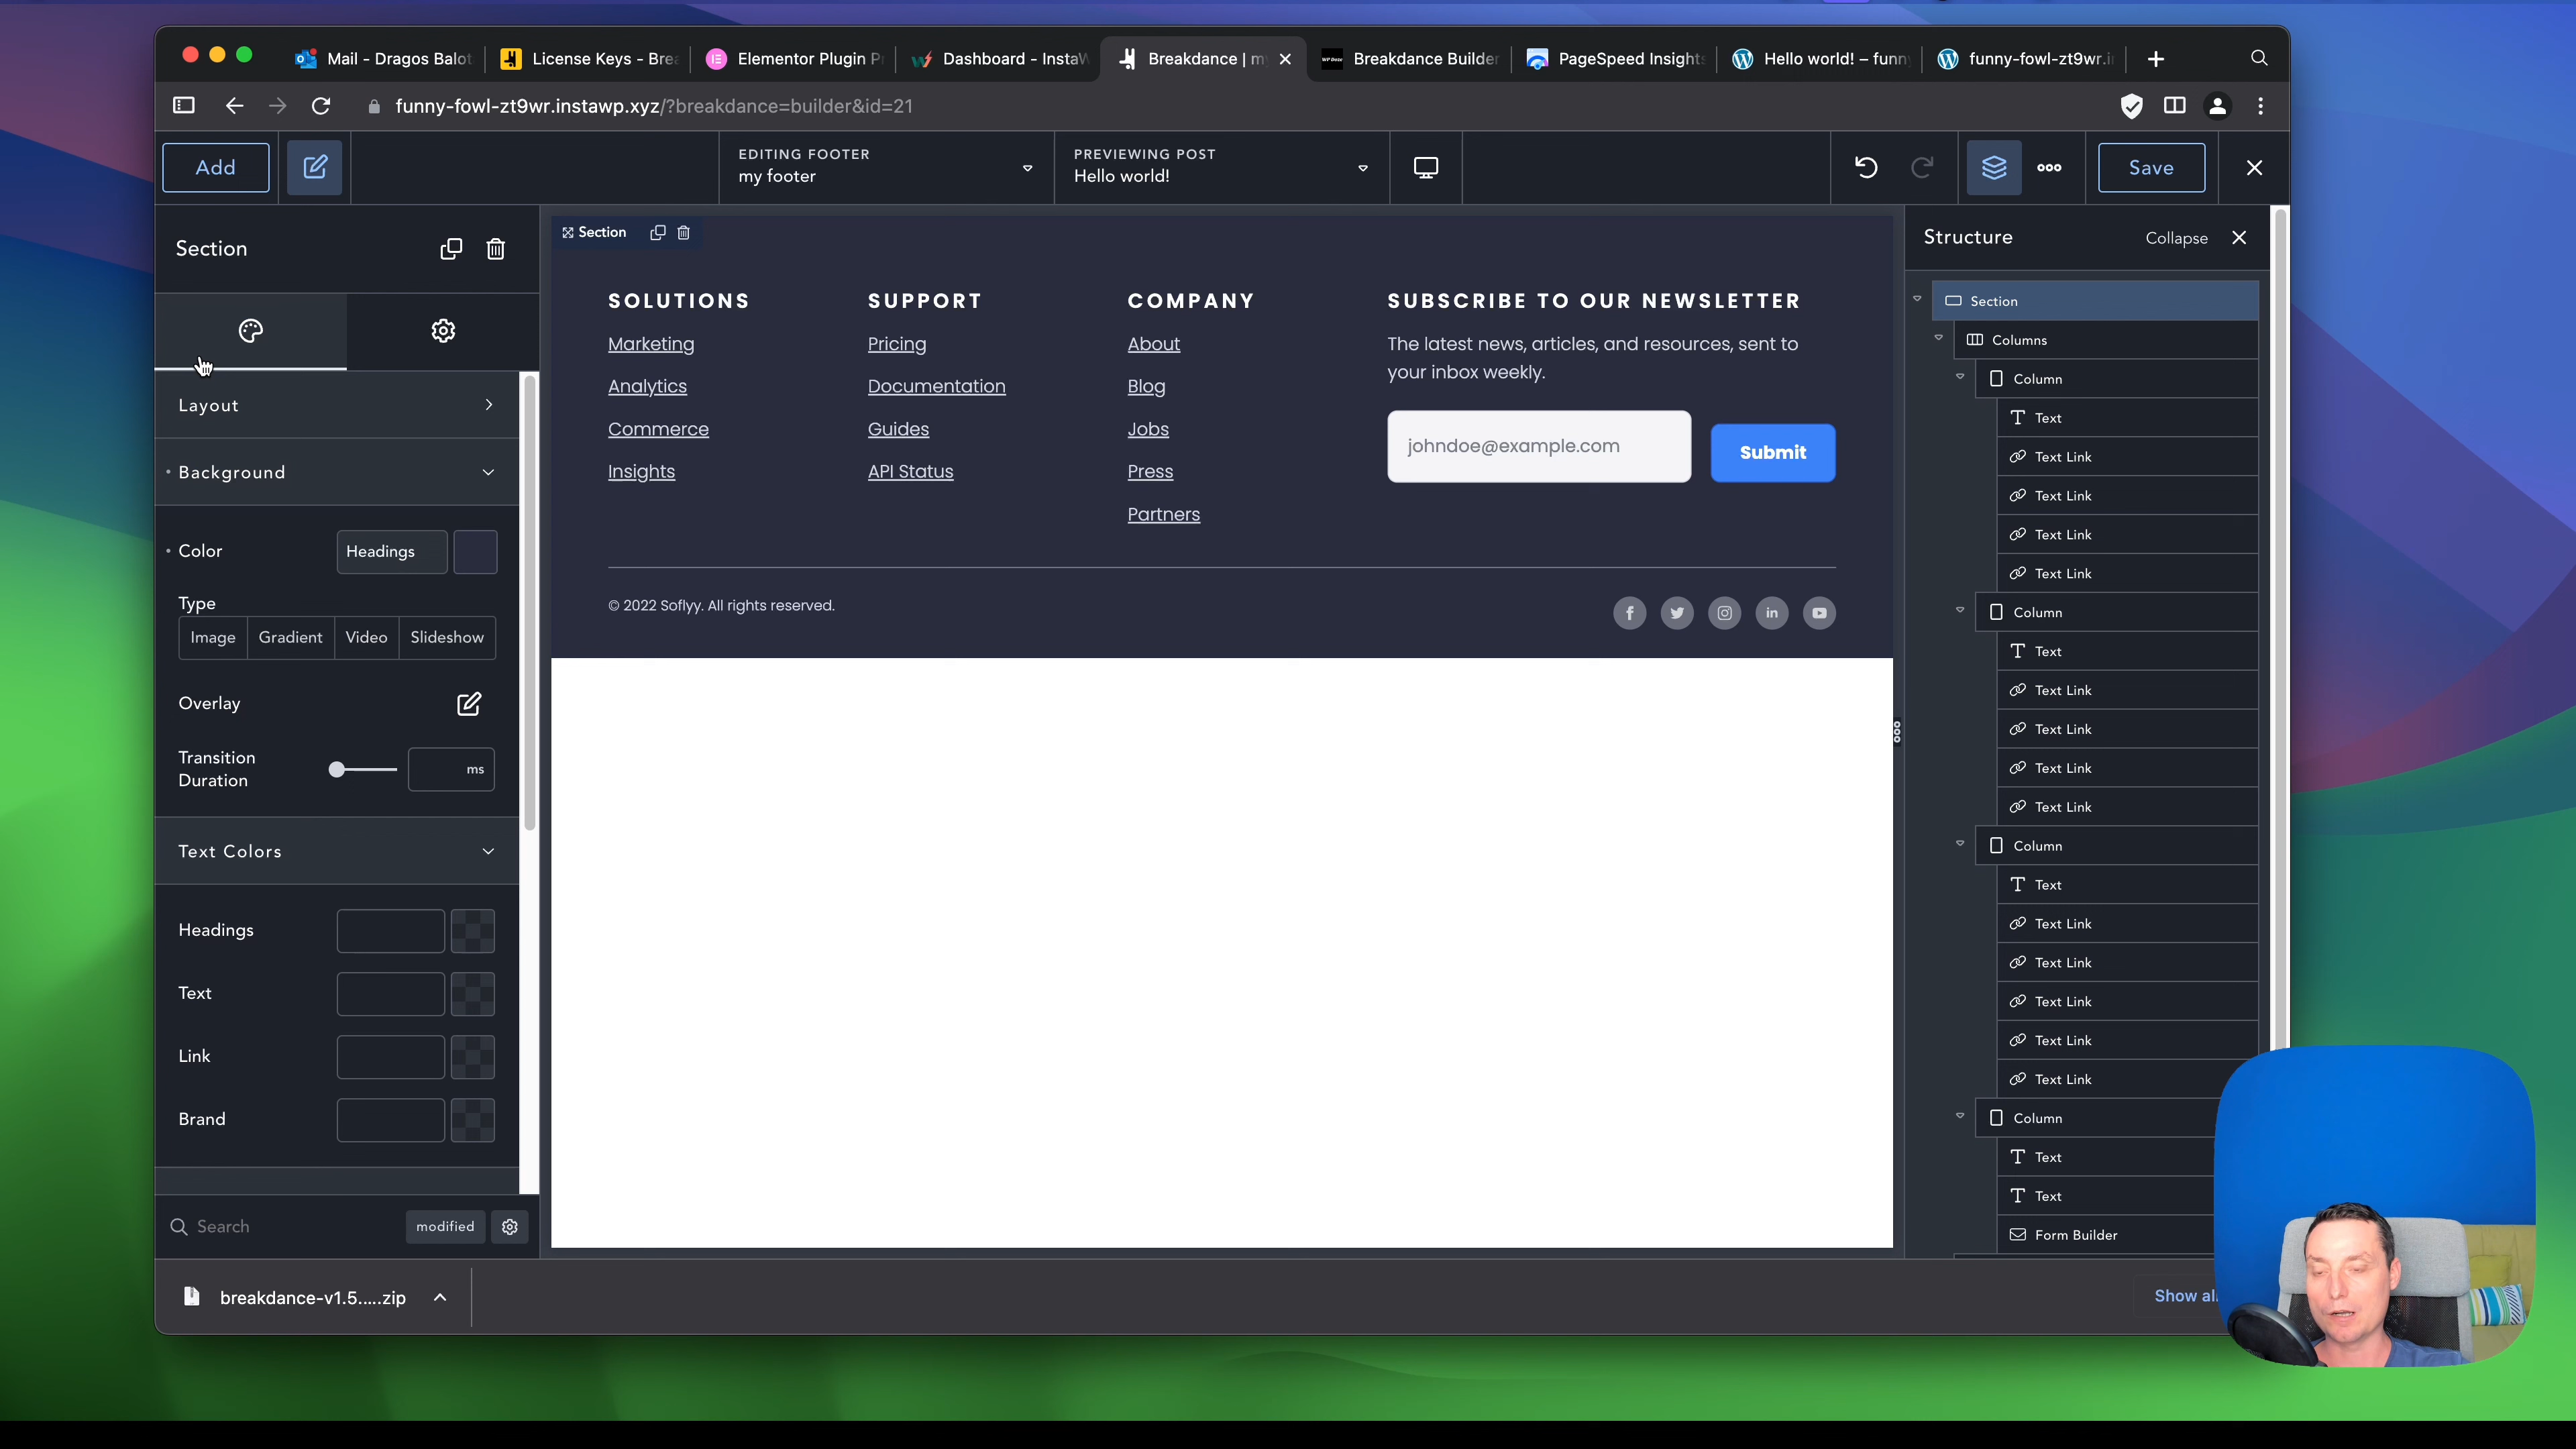 Mail - Dragos Balot
License Keys - Brea
Elementor Plugin Pr
Dashboard - InstaW
Breakdance | my
Breakdance Builder
PageSpeed Insights
Hello world! – funny
funny-fowl-zt9wr.i
funny-fowl-zt9wr.instawp.xyz/?breakdance=builder&id=21
Add
EDITING FOOTER
my footer
PREVIEWING POST
Hello world!
Save
Section
Layout
Background
Color
Headings
Type
Image
Gradient
Video
Slideshow
Overlay
Transition
Duration
ms
Text Colors
Headings
Text
Link
Brand
Search
modified
Section
SOLUTIONS
Marketing
Analytics
Commerce
Insights
SUPPORT
Pricing
Documentation
Guides
API Status
COMPANY
About
Blog
Jobs
Press
Partners
SUBSCRIBE TO OUR NEWSLETTER
The latest news, articles, and resources, sent to
your inbox weekly.
johndoe@example.com
Submit
© 2022 Soflyy. All rights reserved.
Structure
Collapse
Section
Columns
Column
Text
Text Link
Text Link
Text Link
Text Link
Column
Text
Text Link
Text Link
Text Link
Text Link
Column
Text
Text Link
Text Link
Text Link
Text Link
Text Link
Column
Text
Text
Form Builder
breakdance-v1.5.....zip
Show all